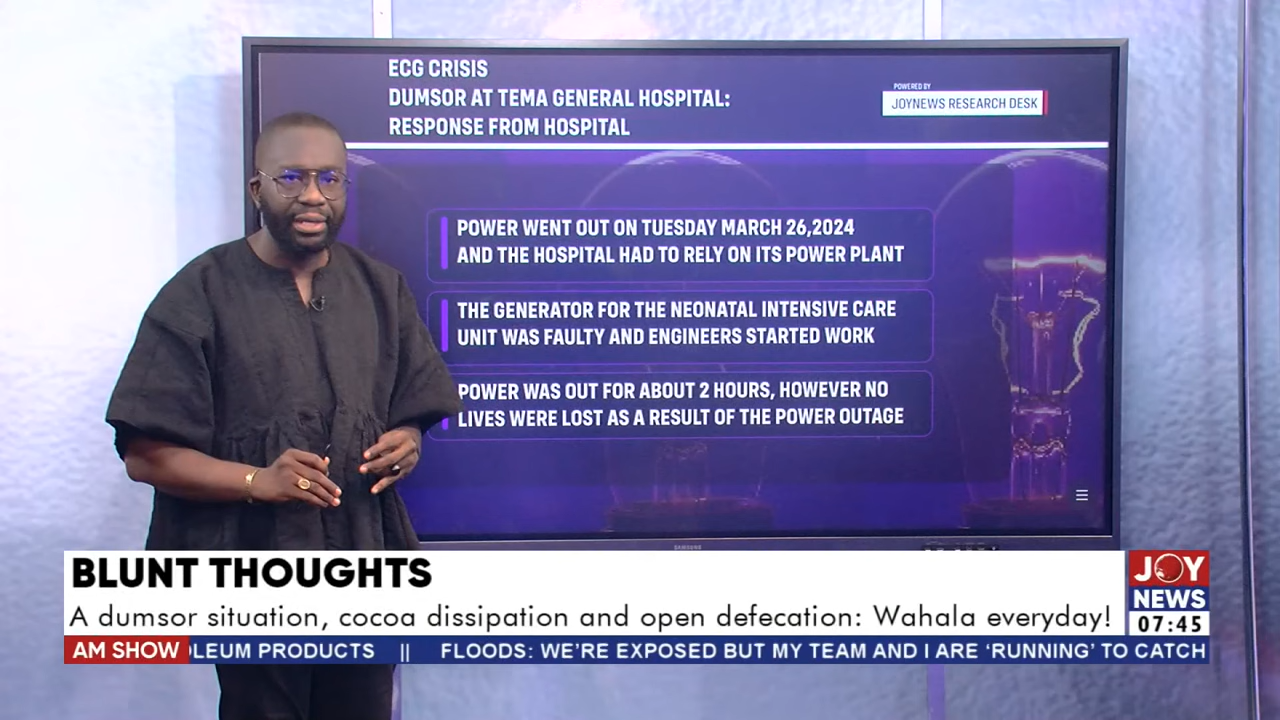 ECG CRISIS
DUMSOR AT TEMA GENERAL HOSPITAL:
RESPONSE FROM HOSPITAL
POWERED BY
JOYNEWS RESEARCH DESK
POWER WENT OUT ON TUESDAY MARCH 26,2024
AND THE HOSPITAL HAD TO RELY ON ITS POWER PLANT
THE GENERATOR FOR THE NEONATAL INTENSIVE CARE
UNIT WAS FAULTY AND ENGINEERS STARTED WORK
POWER WAS OUT FOR ABOUT 2 HOURS, HOWEVER NO
LIVES WERE LOST AS A RESULT OF THE POWER OUTAGE
SAMSUNG
BLUNT THOUGHTS
A dumsor situation, cocoa dissipation and open defecation: Wahala everyday!
JOY
NEWS
07:45
AM SHOW LEUM PRODUCTS || FLOODS: WE'RE EXPOSED BUT MY TEAM AND I ARE ‘RUNNING’ TO CATCH